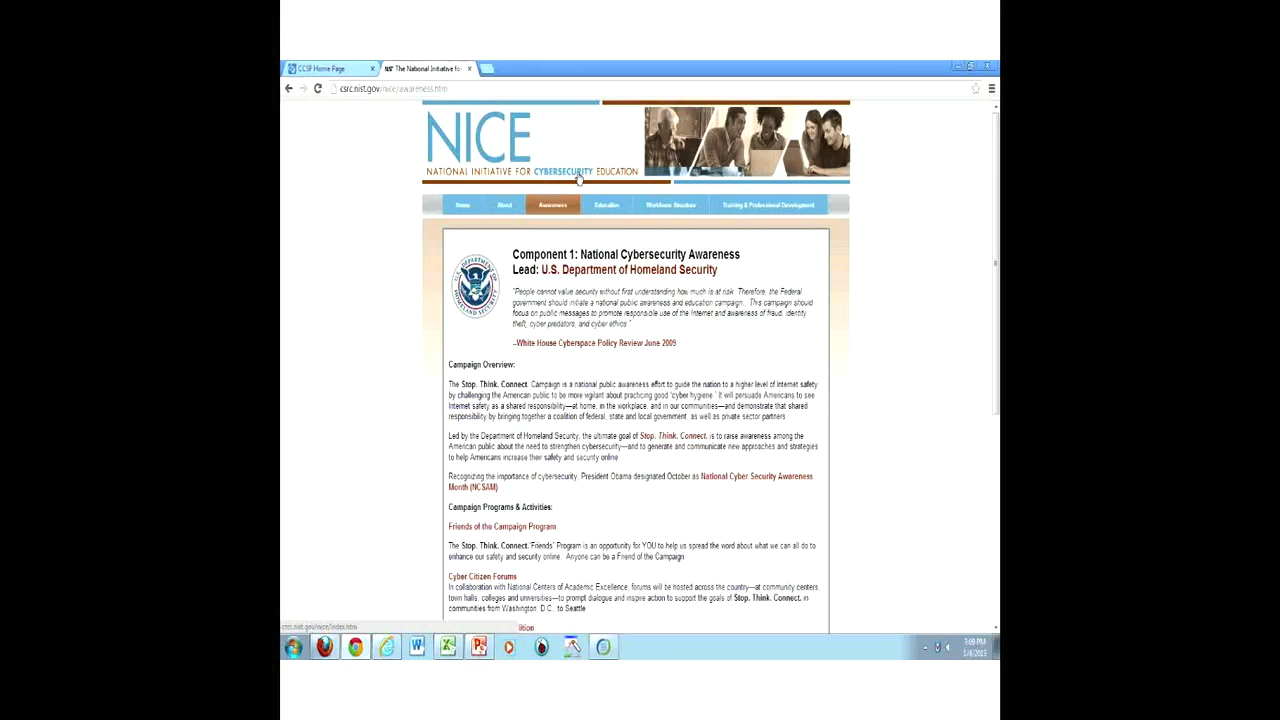 CCSF Home Page
The National Initiative for
csrc.nist.gov/nice/awareness.htm
NICE
NATIONAL INITIATIVE FOR CYBERSECURITY EDUCATION
Home About Awareness Education Workforce Structure Training & Professional Development
Component 1: National Cybersecurity Awareness
Lead: U.S. Department of Homeland Security
"People cannot value security without first understanding how much is at risk. Therefore, the Federal
government should initiate a national public awareness and education campaign... This campaign should
focus on public messages to promote responsible use of the Internet and awareness of fraud, identity
theft, cyber predators, and cyber ethics."
--White House Cyberspace Policy Review June 2009
Campaign Overview:
The Stop. Think. Connect. Campaign is a national public awareness effort to guide the nation to a higher level of Internet safety
by challenging the American public to be more vigilant about practicing good "cyber hygiene." It will persuade Americans to see
Internet safety as a shared responsibility—at home, in the workplace, and in our communities—and demonstrate that shared
responsibility by bringing together a coalition of federal, state and local government, as well as private sector partners.
Led by the Department of Homeland Security, the ultimate goal of Stop. Think. Connect. is to raise awareness among the
American public about the need to strengthen cybersecurity—and to generate and communicate new approaches and strategies
to help Americans increase their safety and security online.
Recognizing the importance of cybersecurity, President Obama designated October as National Cyber Security Awareness
Month (NCSAM)
Campaign Programs & Activities:
Friends of the Campaign Program
The Stop. Think. Connect. "Friends" Program is an opportunity for YOU to help us spread the word about what we can all do to
enhance our safety and security online. Anyone can be a Friend of the Campaign.
Cyber Citizen Forums
In collaboration with National Centers of Academic Excellence, forums will be hosted across the country—at community centers,
town halls, colleges and universities—to prompt dialogue and inspire action to support the goals of Stop. Think. Connect. in
communities from Washington, D.C., to Seattle.
csrc.nist.gov/nice/index.htm
lition
3:09 PM